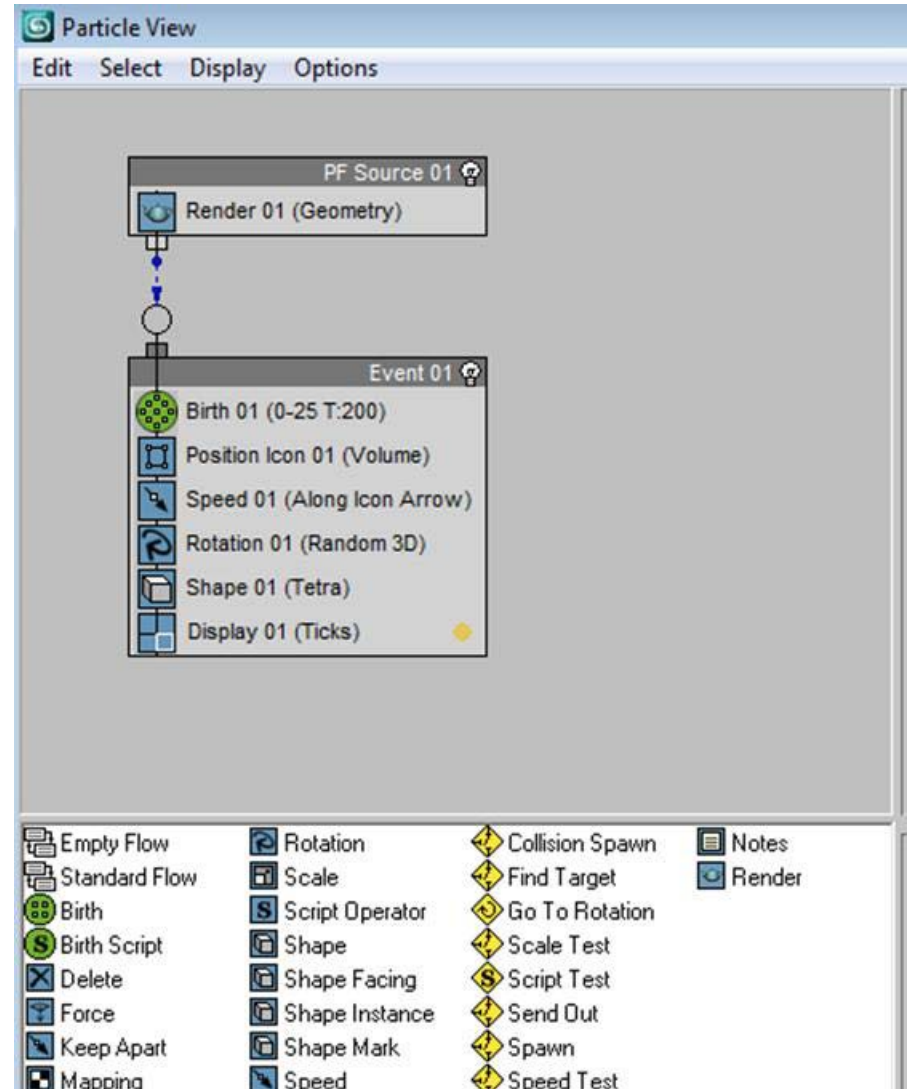 Particle View
Edit Select Display Options
PF Source 01
Render 01 (Geometry)
Event 01
Birth 01 (0-25 T:200)
Position Icon 01 (Volume)
Speed 01 (Along Icon Arrow)
Rotation 01 (Random 3D)
Shape 01 (Tetra)
Display 01 (Ticks)
Empty Flow Rotation Collision Spawn Notes
Standard Flow Scale Find Target Render
Birth S Script Operator Go To Rotation
S Birth Script Shape Scale Test
Delete Shape Facing S Script Test
Force Shape Instance Send Out
Keep Apart Shape Mark Spawn
Mapping Speed Speed Test